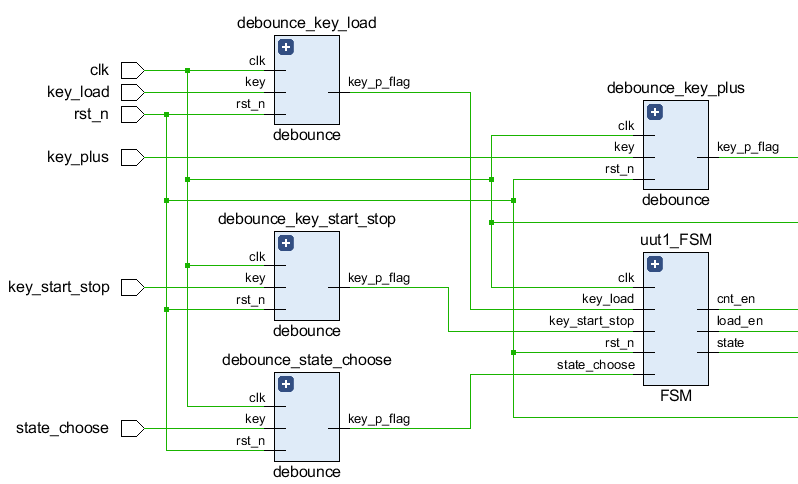 debounce_key_load
clk
key
rst_n
key_p_flag
debounce
clk
key_load
rst_n
key_plus
key_start_stop
state_choose
debounce_key_start_stop
clk
key
rst_n
key_p_flag
debounce
debounce_state_choose
clk
key
rst_n
key_p_flag
debounce
debounce_key_plus
clk
key
rst_n
key_p_flag
debounce
uut1_FSM
clk
key_load
key_start_stop
rst_n
state_choose
cnt_en
load_en
state
FSM